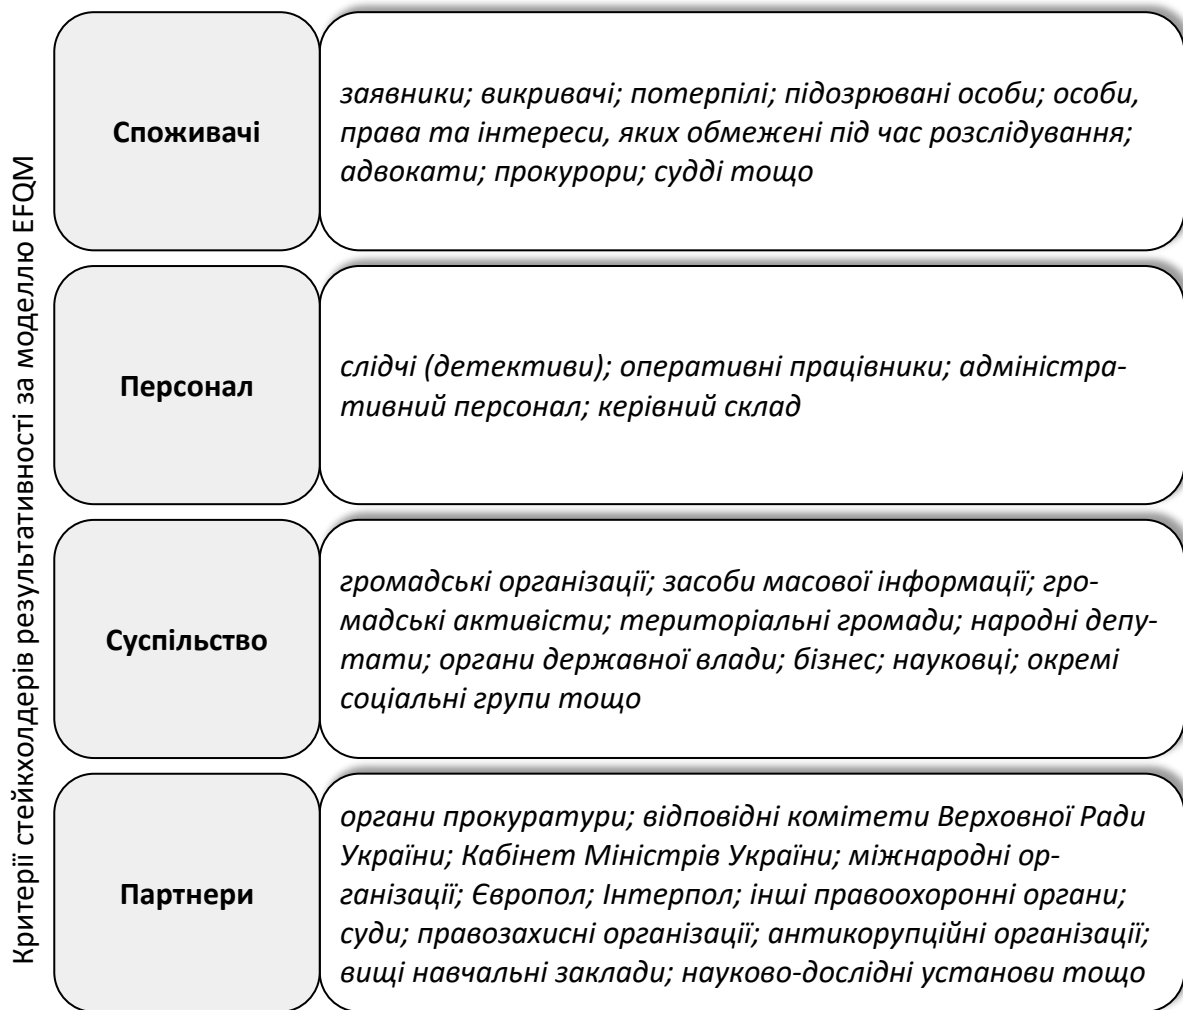 Критерії стейкхолдерів результативності за моделлю EFQM
Споживачі
заявники; викривачі; потерпілі; підозрювані особи; особи,
права та інтереси, яких обмежені під час розслідування;
адвокати; прокурори; судді тощо
Персонал
слідчі (детективи); оперативні працівники; адміністра-
тивний персонал; керівний склад
Суспільство
громадські організації; засоби масової інформації; гро-
мадські активісти; територіальні громади; народні депу-
тати; органи державної влади; бізнес; науковці; окремі
соціальні групи тощо
Партнери
органи прокуратури; відповідні комітети Верховної Ради
України; Кабінет Міністрів України; міжнародні ор-
ганізації; Європол; Інтерпол; інші правоохоронні органи;
суди; правозахисні організації; антикорупційні організації;
вищі навчальні заклади; науково-дослідні установи тощо